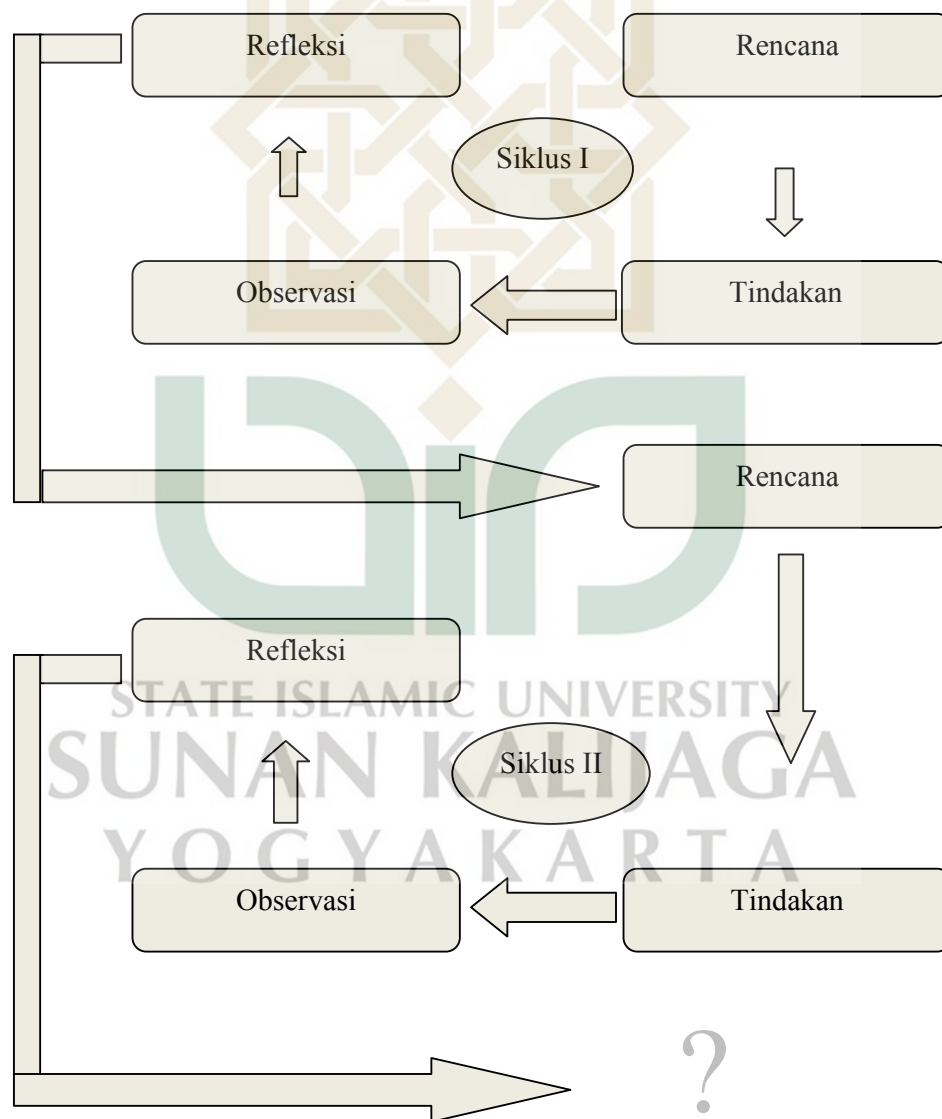 Refleksi
Rencana
Siklus I
Observasi
Tindakan
Rencana
Refleksi
STATE ISLAMIC UNIVERSITY
SUNAN KALIJAGA
Siklus II
YOGYAKARTA
Observasi
Tindakan
?